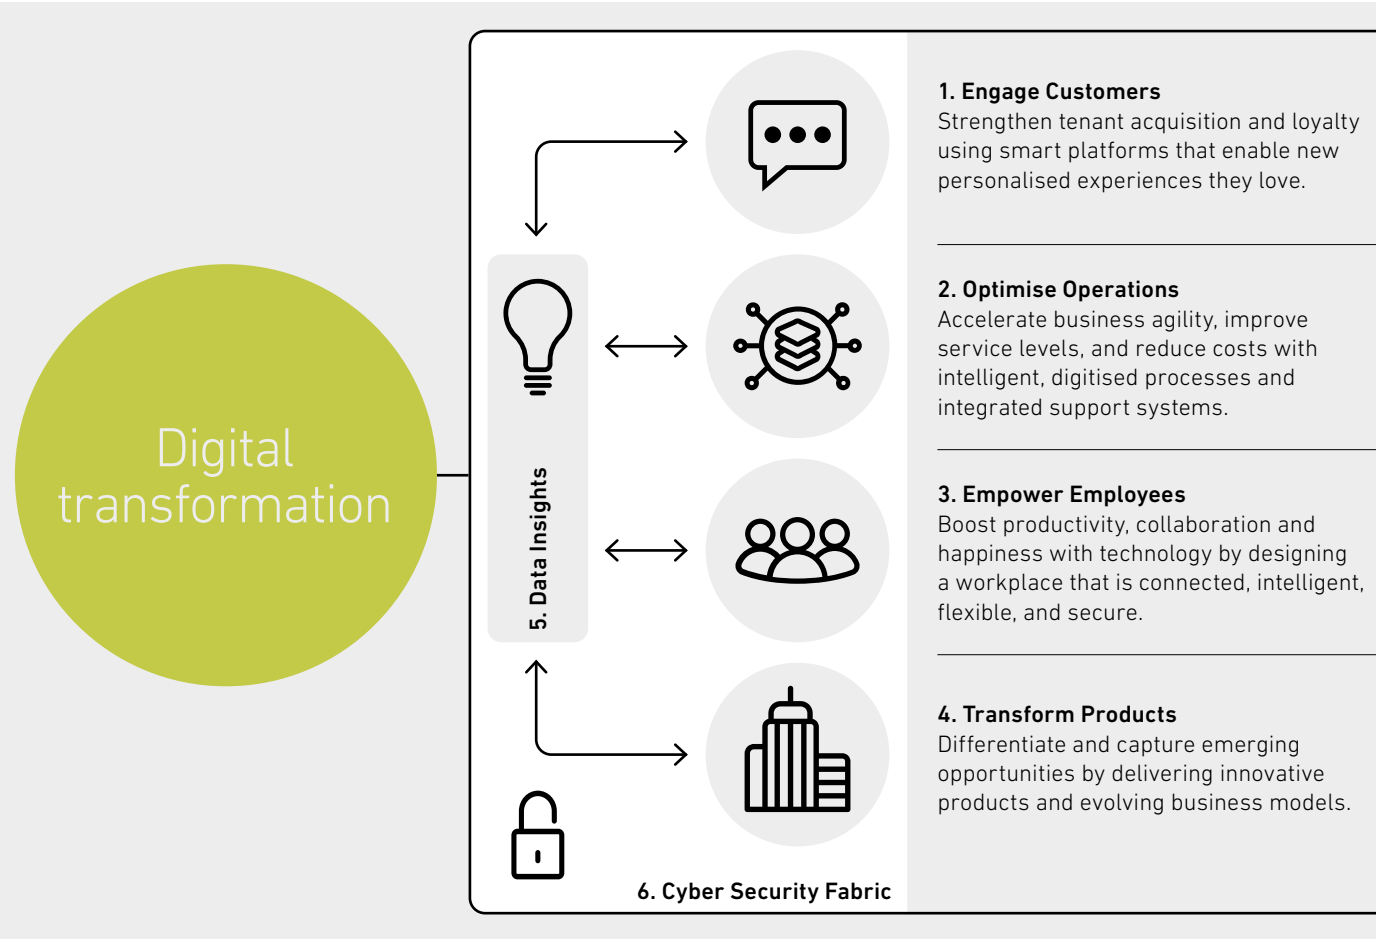 Digital
transformation
5. Data Insights
6. Cyber Security Fabric
1. Engage Customers
Strengthen tenant acquisition and loyalty
using smart platforms that enable new
personalised experiences they love.
2. Optimise Operations
Accelerate business agility, improve
service levels, and reduce costs with
intelligent, digitised processes and
integrated support systems.
3. Empower Employees
Boost productivity, collaboration and
happiness with technology by designing
a workplace that is connected, intelligent,
flexible, and secure.
4. Transform Products
Differentiate and capture emerging
opportunities by delivering innovative
products and evolving business models.